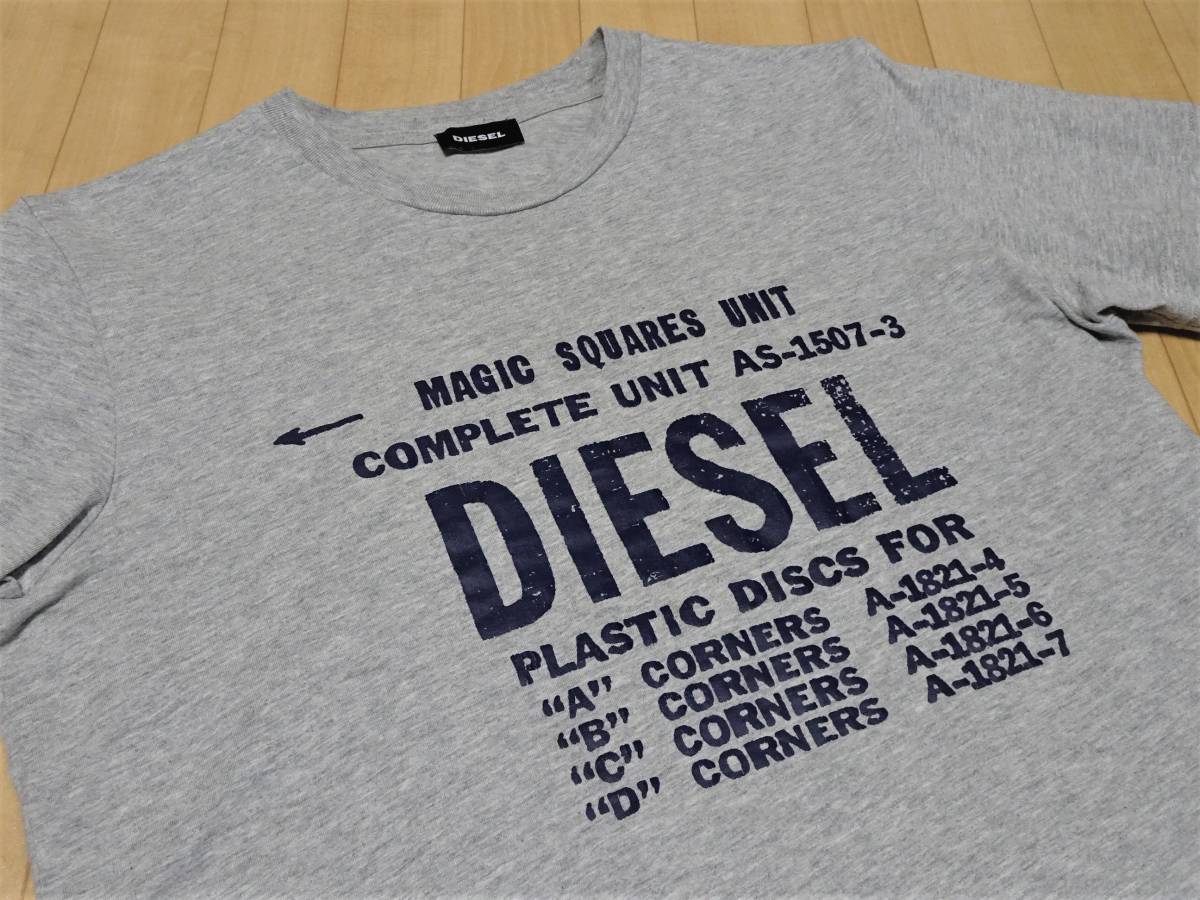 DIESEL
MAGIC SQUARES UNIT
COMPLETE UNIT AS-1507-3
DIESEL
PLASTIC DISCS FOR
“A” CORNERS A-1821-4
“B” CORNERS A-1821-5
“C” CORNERS A-1821-6
“D” CORNERS A-1821-7